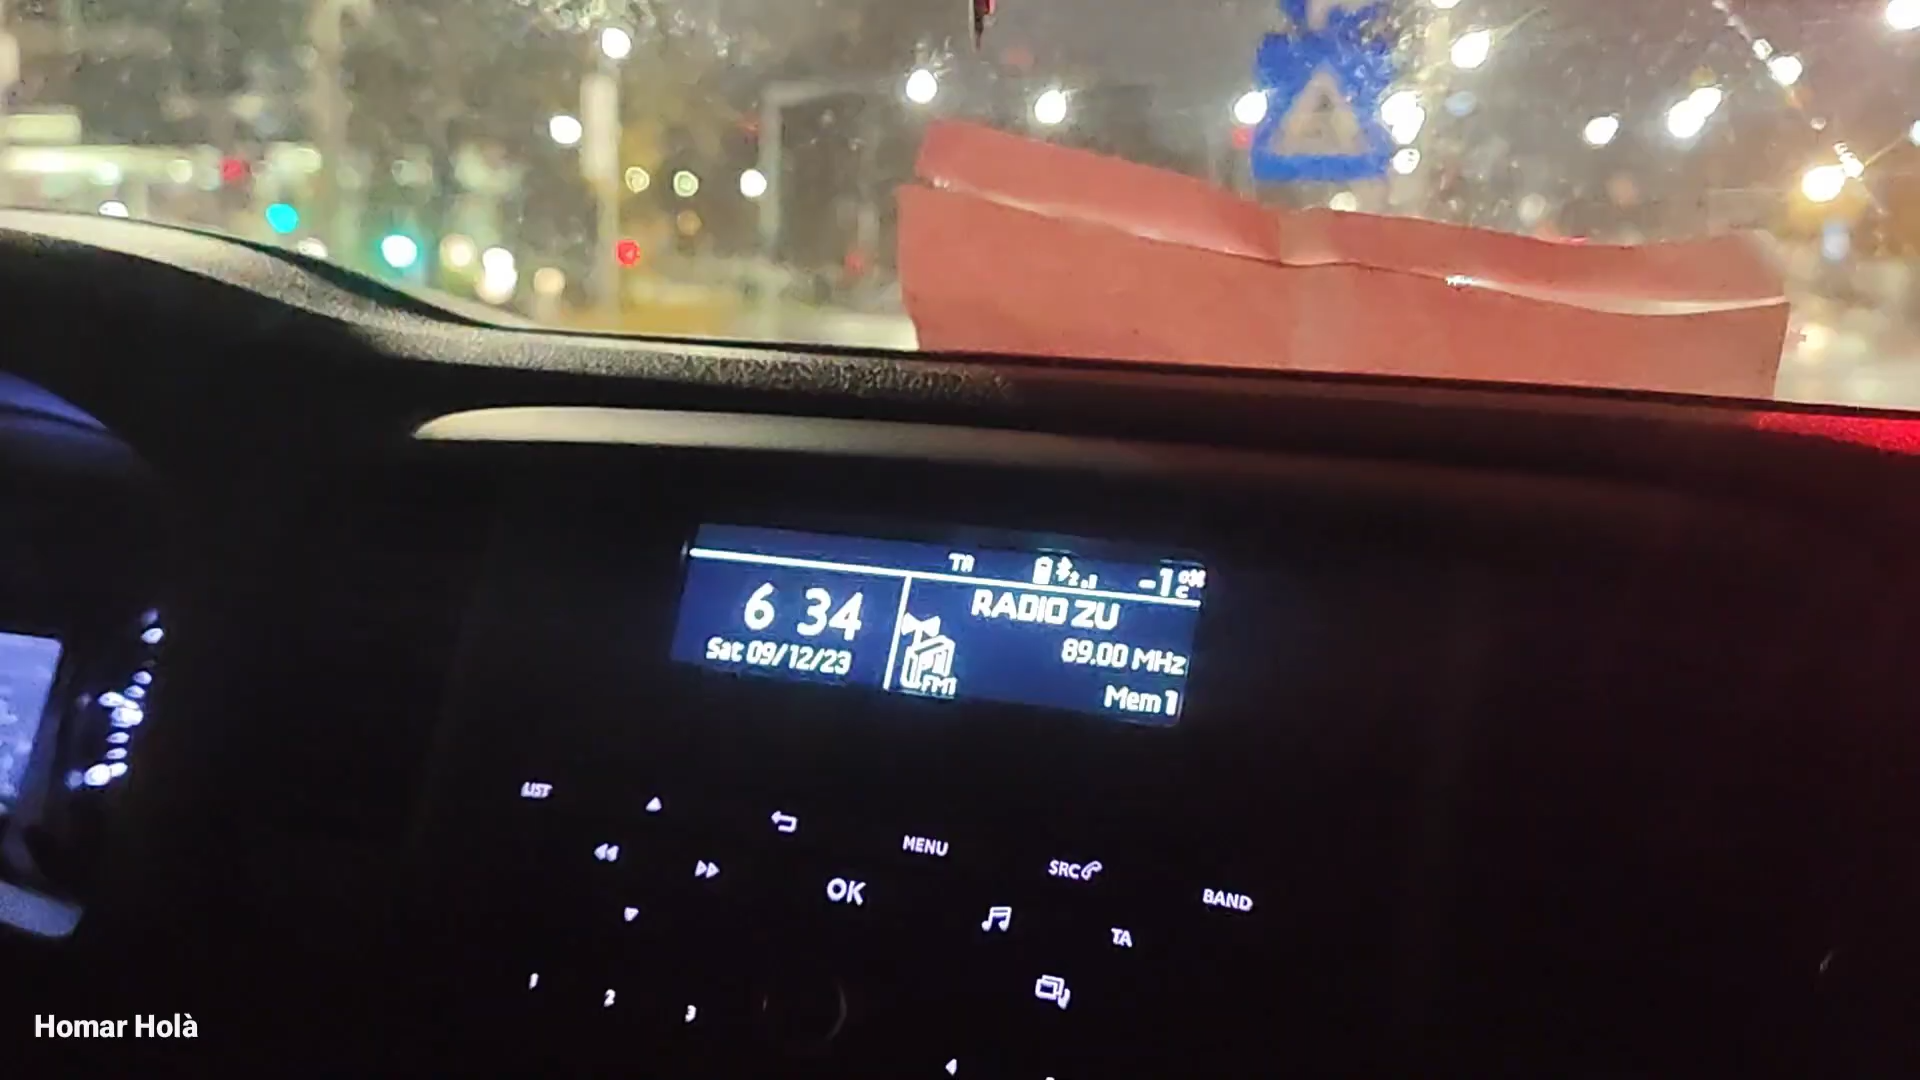 TA
-1 °C
6 34
Sat 09/12/23
RADIO ZU
89.00 MHz
FM1
Mem 1
LIST
MENU
SRC
BAND
OK
TA
1
2
3
Homar Holà